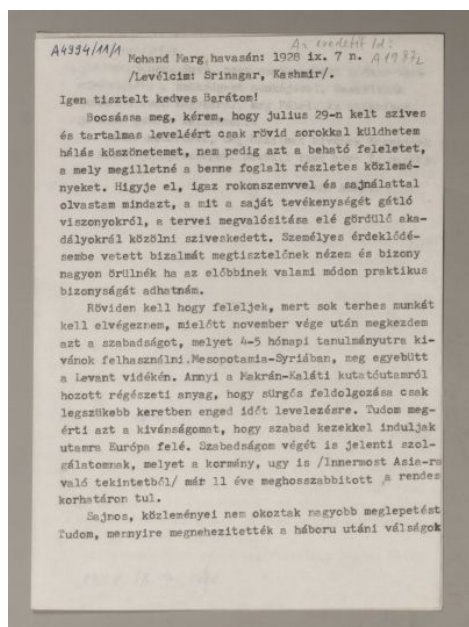 A4994/11/1
Az eredetit ld:
A 1987/2
Mohand Marg havasán: 1928 ix. 7 n.
/Levélcim: Srinagar, Kashmir/.
Igen tisztelt kedves Barátom!
Bocsássa meg, kérem, hogy julius 29-n kelt szives
és tartalmas leveléért csak rövid sorokkal küldhetem
hálás köszönetemet, nem pedig azt a beható feleletet,
a mely megilletné a benne foglalt részletes közlemé-
nyeket. Higyje el, igaz rokonszenvvel és sajnálattal
olvastam mindazt, a mit a saját tevékenységét gátló
viszonyokról, a tervei megvalósitása elé gördülő aka-
dályokrál közölni sziveskedett. Személyes érdeklődé-
sembe vetett bizalmát megtisztelőnek nézem és bizony
nagyon örülnék ha az előbbinek valami módon praktikus
bizonyságát adhatnám.
Röviden kell hogy feleljek, mert sok terhes munkát
kell elvégeznem, mielőtt november vége után megkezdem
azt a szabadságot, melyet 4-5 hónapi tanulmányutra ki-
vánok felhasználni.Mesopotamia-Syriában, meg egyebütt
a Levant vidékén. Annyi a Makrán-Kaláti kutatóutamról
hozott régészeti anyag, hogy sürgős feldolgozása csak
legszükebb keretben enged időt levelezésre. Tudom meg-
érti azt a kivánságomat, hogy szabad kezekkel induljak
utamra Európa felé. Szabadságom végét is jelenti szol-
gálatomnak, melyet a kormány, ugy is /Innermost Asia-ra
való tekintetből/ már 11 éve meghosszabbitott a rendes
korhatáron tul.
Sajnos, közleményei nem okoztak nagyobb meglepetést
Tudom, mennyire megnehezitették a háboru utáni válságok